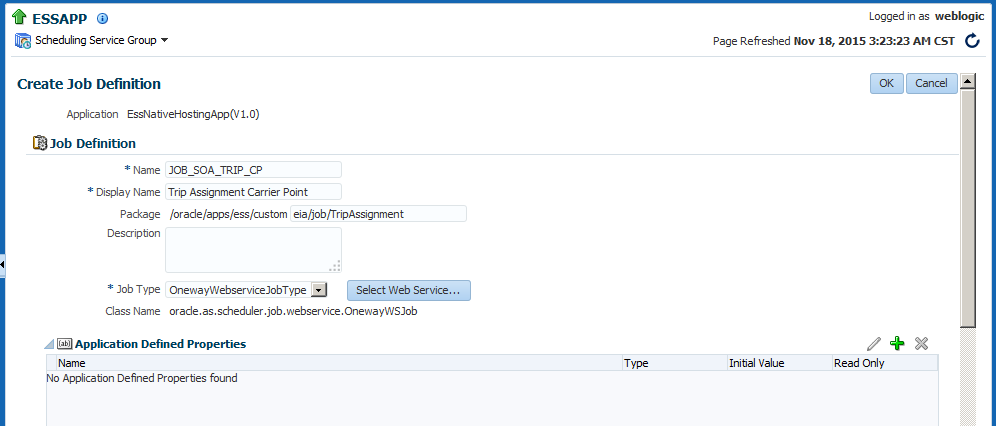 ESSAPP
Logged in as weblogic
Scheduling Service Group
Page Refreshed Nov 18, 2015 3:23:23 AM CST
Create Job Definition
OK Cancel
Application EssNativeHostingApp(V1.0)
Job Definition
* Name JOB_SOA_TRIP_CP
* Display Name Trip Assignment Carrier Point
Package /oracle/apps/ess/custom eia/job/TripAssignment
Description
* Job Type OnewayWebserviceJobType Select Web Service...
Class Name oracle.as.scheduler.job.webservice.OnewayWSJob
(ab) Application Defined Properties
Name Type Initial Value Read Only
No Application Defined Properties found